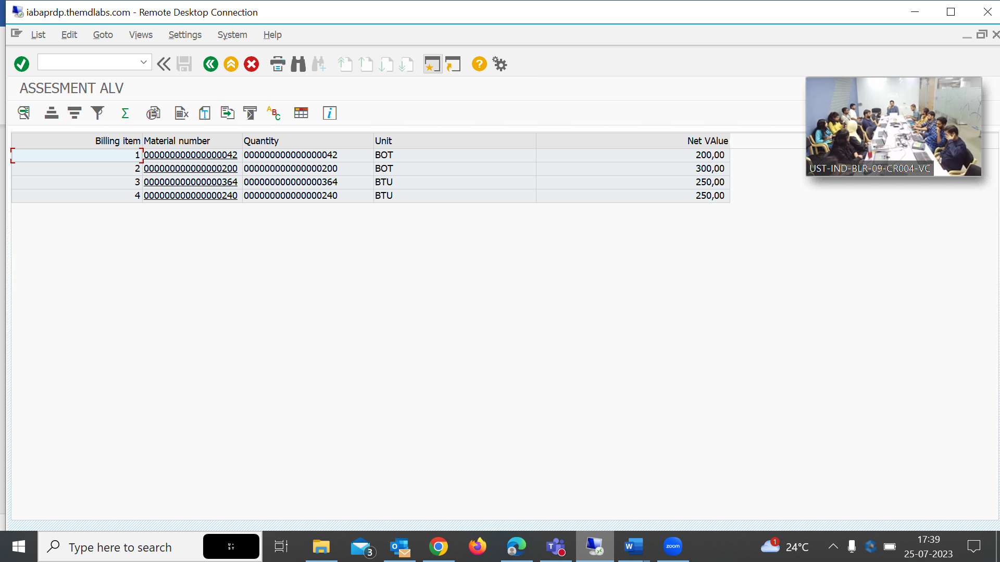 iabaprdp.themdlabs.com - Remote Desktop Connection
List Edit Goto Views Settings System Help
ASSESMENT ALV
Billing item Material number Quantity Unit Net VAlue
1 000000000000000042 000000000000000042 BOT 200,00
2 000000000000000200 000000000000000200 BOT 300,00
3 000000000000000364 000000000000000364 BTU 250,00
4 000000000000000240 000000000000000240 BTU 250,00
UST-IND-BLR-09-CR004-VC
Type here to search
U
ST
3
zoom
1
24°C
17:39
25-07-2023